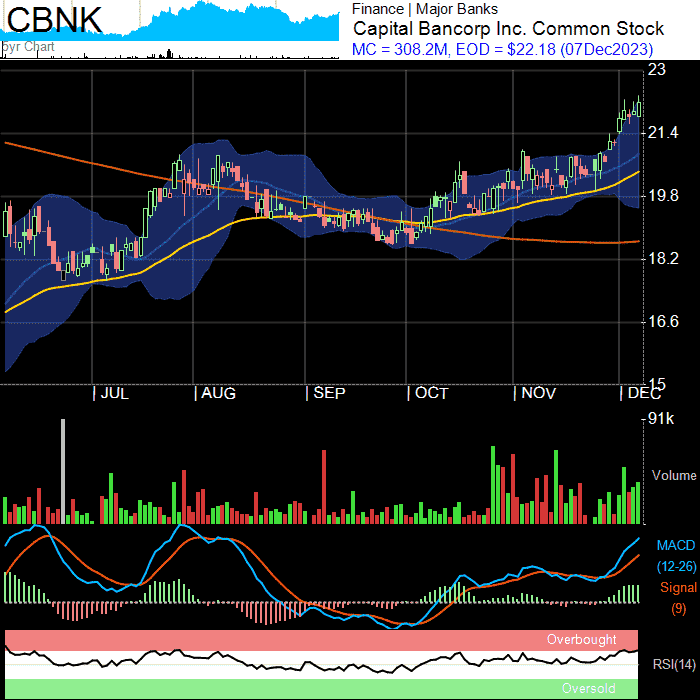 CBNK
5yr Chart
Finance | Major Banks
Capital Bancorp Inc. Common Stock
MC = 308.2M, EOD = $22.18 (07Dec2023)
23
21.4
19.8
18.2
16.6
15
JUL AUG SEP OCT NOV DEC
91k
Volume
MACD
(12-26)
Signal
(9)
Overbought
RSI(14)
Oversold